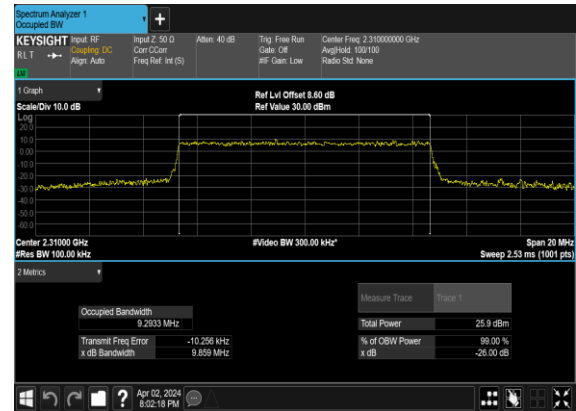 Spectrum Analyzer 1
Occupied BW
+
KEYSIGHT Input: RF Input Z: 50 Ω Atten: 40 dB Trig: Free Run Center Freq: 2.310000000 GHz
RLT Coupling: DC Corr CCorr Gate: Off Avg|Hold: 100/100
Align: Auto Freq Ref: Int (S) #IF Gain: Low Radio Std: None
1 Graph
Ref Lvl Offset 8.60 dB
Scale/Div 10.0 dB Ref Value 30.00 dBm
Log
20.0
10.0
0.00
-10.0
-20.0
-30.0
-40.0
-50.0
-60.0
Center 2.31000 GHz #Video BW 300.00 kHz* Span 20 MHz
#Res BW 100.00 kHz Sweep 2.53 ms (1001 pts)
2 Metrics
Measure Trace Trace 1
Occupied Bandwidth
9.2933 MHz Total Power 25.9 dBm
Transmit Freq Error -10.256 kHz % of OBW Power 99.00 %
x dB Bandwidth 9.859 MHz x dB -26.00 dB
? Apr 02, 2024
8:02:18 PM